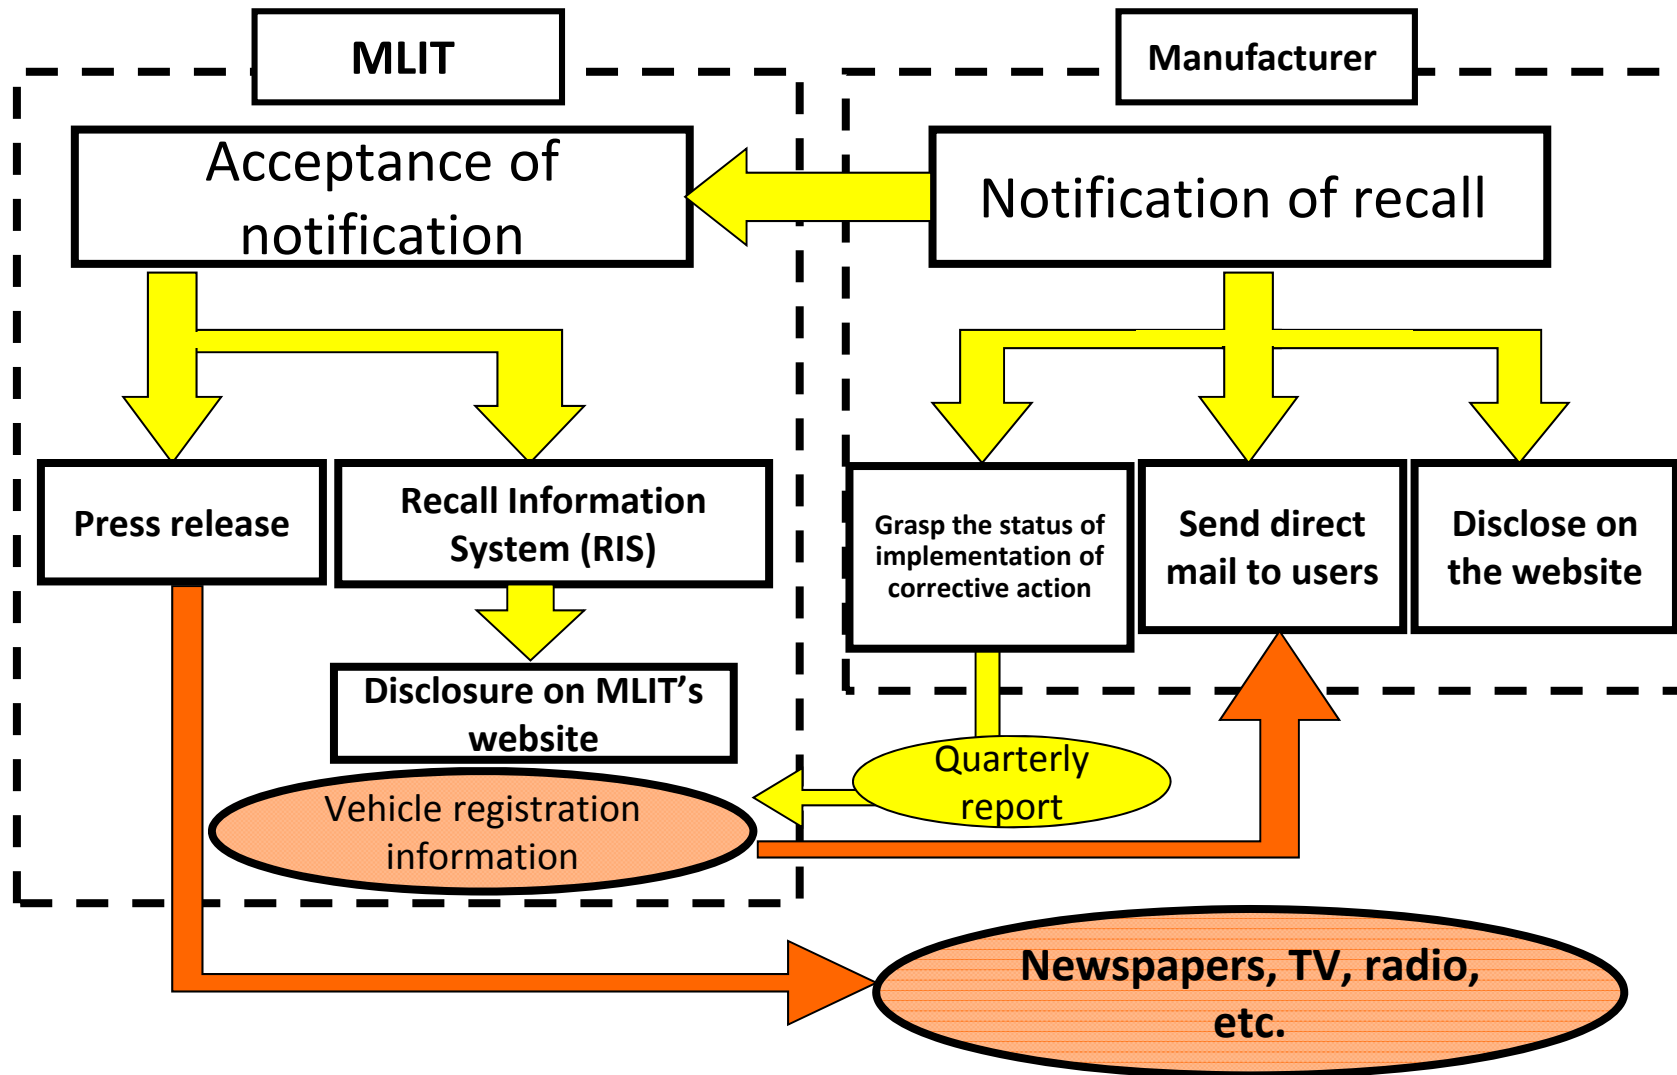 MLIT
Manufacturer
Acceptance of
notification
Notification of recall
Press release
Recall Information
System (RIS)
Grasp the status of
implementation of
corrective action
Send direct
mail to users
Disclose on
the website
Disclosure on MLIT’s
website
Quarterly
report
Vehicle registration
information
Newspapers, TV, radio,
etc.